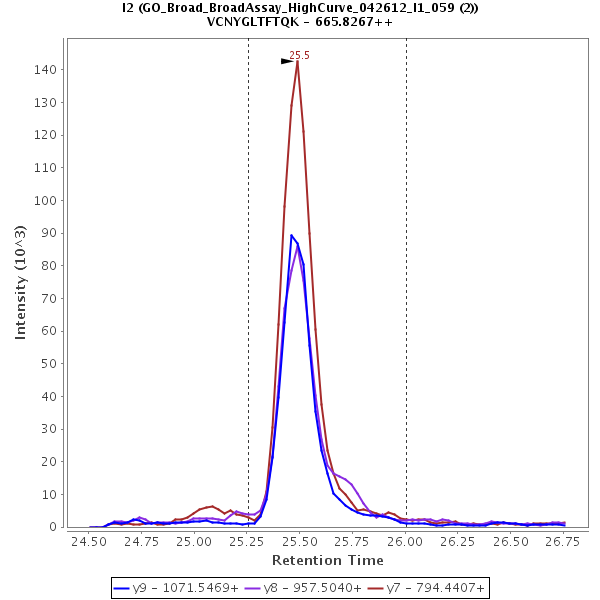 I2 (GO_Broad_BroadAssay_HighCurve_042612_I1_059 (2))
VCNYGLTFTQK - 665.8267++
25.5
Intensity (10^3)
140
130
120
110
100
90
80
70
60
50
40
30
20
10
0
24.50 24.75 25.00 25.25 25.50 25.75 26.00 26.25 26.50 26.75
Retention Time
y9 - 1071.5469+ y8 - 957.5040+ y7 - 794.4407+